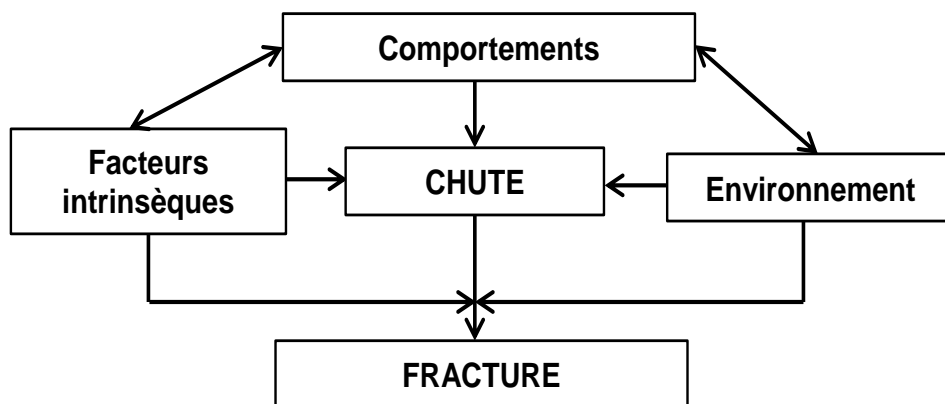 Comportements
Facteurs
intrinsèques
CHUTE
Environnement
FRACTURE